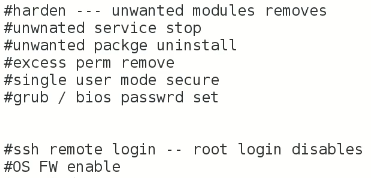 #harden --- unwanted modules removes
#unwnated service stop
#unwanted packge uninstall
#excess perm remove
#single user mode secure
#grub / bios passwrd set
#ssh remote login -- root login disables
#OS FW enable